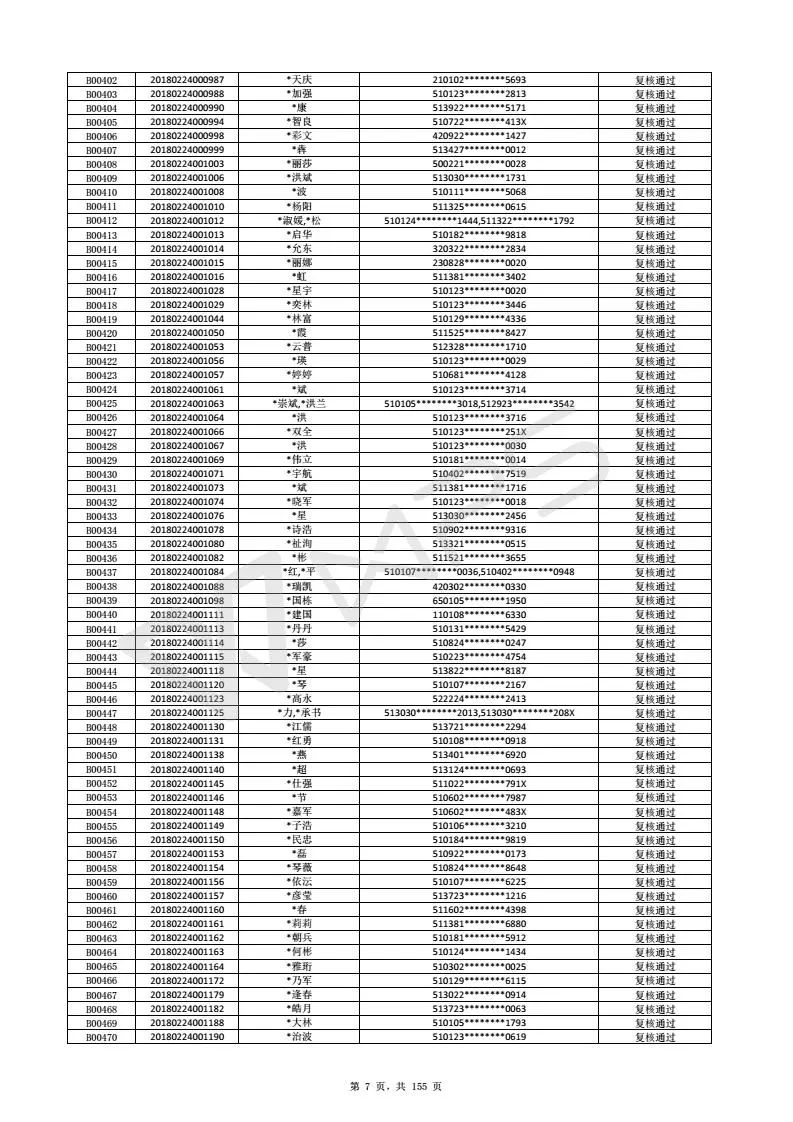 B00402 20180224000987 *天庆 210102********5693 复核通过
B00403 20180224000988 *加强 510123********2813 复核通过
B00404 20180224000990 *康 513922********5171 复核通过
B00405 20180224000994 *智良 510722********413X 复核通过
B00406 20180224000998 *彩文 420922********1427 复核通过
B00407 20180224000999 *犇 513427********0012 复核通过
B00408 20180224001003 *丽莎 500221********0028 复核通过
B00409 20180224001006 *洪斌 513030********1731 复核通过
B00410 20180224001008 *波 510111********5068 复核通过
B00411 20180224001010 *杨阳 511325********0615 复核通过
B00412 20180224001012 *淑媛,*松 510124********1444,511322********1792 复核通过
B00413 20180224001013 *启华 510182********9818 复核通过
B00414 20180224001014 *允东 320322********2834 复核通过
B00415 20180224001015 *丽娜 230828********0020 复核通过
B00416 20180224001016 *虹 511381********3402 复核通过
B00417 20180224001028 *星宇 510123********0020 复核通过
B00418 20180224001029 *奕林 510123********3446 复核通过
B00419 20180224001044 *林富 510129********4336 复核通过
B00420 20180224001050 *霞 511525********8427 复核通过
B00421 20180224001053 *云普 512328********1710 复核通过
B00422 20180224001056 *瑛 510123********0029 复核通过
B00423 20180224001057 *婷婷 510681********4128 复核通过
B00424 20180224001061 *斌 510123********3714 复核通过
B00425 20180224001063 *崇斌,*洪兰 510105********3018,512923********3542 复核通过
B00426 20180224001064 *洪 510123********3716 复核通过
B00427 20180224001066 *双全 510123********251X 复核通过
B00428 20180224001067 *洪 510123********0030 复核通过
B00429 20180224001069 *伟立 510181********0014 复核通过
B00430 20180224001071 *宇航 510402********7519 复核通过
B00431 20180224001073 *斌 511381********1716 复核通过
B00432 20180224001074 *晓军 510123********0018 复核通过
B00433 20180224001076 *星 513030********2456 复核通过
B00434 20180224001078 *诗浩 510902********9316 复核通过
B00435 20180224001080 *祉洵 513321********0515 复核通过
B00436 20180224001082 *彬 511521********3655 复核通过
B00437 20180224001084 *红,*平 510107********0036,510402********0948 复核通过
B00438 20180224001088 *瑞凯 420302********0330 复核通过
B00439 20180224001098 *国栋 650105********1950 复核通过
B00440 20180224001111 *建国 110108********6330 复核通过
B00441 20180224001113 *丹丹 510131********5429 复核通过
B00442 20180224001114 *莎 510824********0247 复核通过
B00443 20180224001115 *军豪 510223********4754 复核通过
B00444 20180224001118 *星 513822********8187 复核通过
B00445 20180224001120 *琴 510107********2167 复核通过
B00446 20180224001123 *高永 522224********2413 复核通过
B00447 20180224001125 *力,*承书 513030********2013,513030********208X 复核通过
B00448 20180224001130 *江儒 513721********2294 复核通过
B00449 20180224001131 *红勇 510108********0918 复核通过
B00450 20180224001138 *燕 513401********6920 复核通过
B00451 20180224001140 *超 513124********0693 复核通过
B00452 20180224001145 *仕强 511022********791X 复核通过
B00453 20180224001146 *节 510602********7987 复核通过
B00454 20180224001148 *嘉军 510602********483X 复核通过
B00455 20180224001149 *子浩 510106********3210 复核通过
B00456 20180224001150 *民忠 510184********9819 复核通过
B00457 20180224001153 *磊 510922********0173 复核通过
B00458 20180224001154 *琴薇 510824********8648 复核通过
B00459 20180224001156 *依沄 510107********6225 复核通过
B00460 20180224001157 *彦莹 513723********1216 复核通过
B00461 20180224001160 *春 511602********4398 复核通过
B00462 20180224001161 *莉莉 511381********6880 复核通过
B00463 20180224001162 *朝兵 510181********5912 复核通过
B00464 20180224001163 *何彬 510124********1434 复核通过
B00465 20180224001164 *雅珩 510302********0025 复核通过
B00466 20180224001172 *乃军 510129********6115 复核通过
B00467 20180224001179 *逢春 513022********0914 复核通过
B00468 20180224001182 *皓月 513723********0063 复核通过
B00469 20180224001188 *大林 510105********1793 复核通过
B00470 20180224001190 *治波 510123********0619 复核通过
第 7 页, 共 155 页